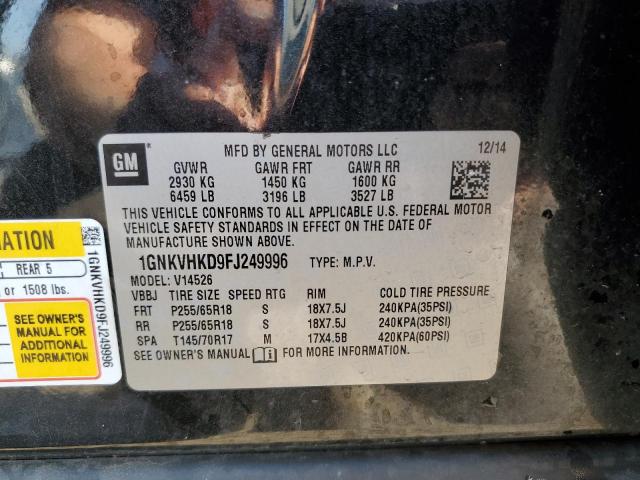 GM
MFD BY GENERAL MOTORS LLC
12/14
GVWR GAWR FRT GAWR RR
2930 KG 1450 KG 1600 KG
6459 LB 3196 LB 3527 LB
THIS VEHICLE CONFORMS TO ALL APPLICABLE U.S. FEDERAL MOTOR
VEHICLE SAFETY STANDARDS IN EFFECT ON THE DATE OF
MANUFACTURE SHOWN ABOVE.
1GNKVHKD9FJ249996 TYPE: M.P.V.
MODEL: V14526
VBBJ TIRE SIZE SPEED RTG RIM COLD TIRE PRESSURE
FRT P255/65R18 S 18X7.5J 240KPA(35PSI)
RR P255/65R18 S 18X7.5J 240KPA(35PSI)
SPA T145/70R17 M 17X4.5B 420KPA(60PSI)
SEE OWNER'S MANUAL FOR MORE INFORMATION.
MATION
REAR 5
or 1508 lbs.
SEE OWNER'S
MANUAL FOR
ADDITIONAL
INFORMATION
1GNKVHKD9FJ249996